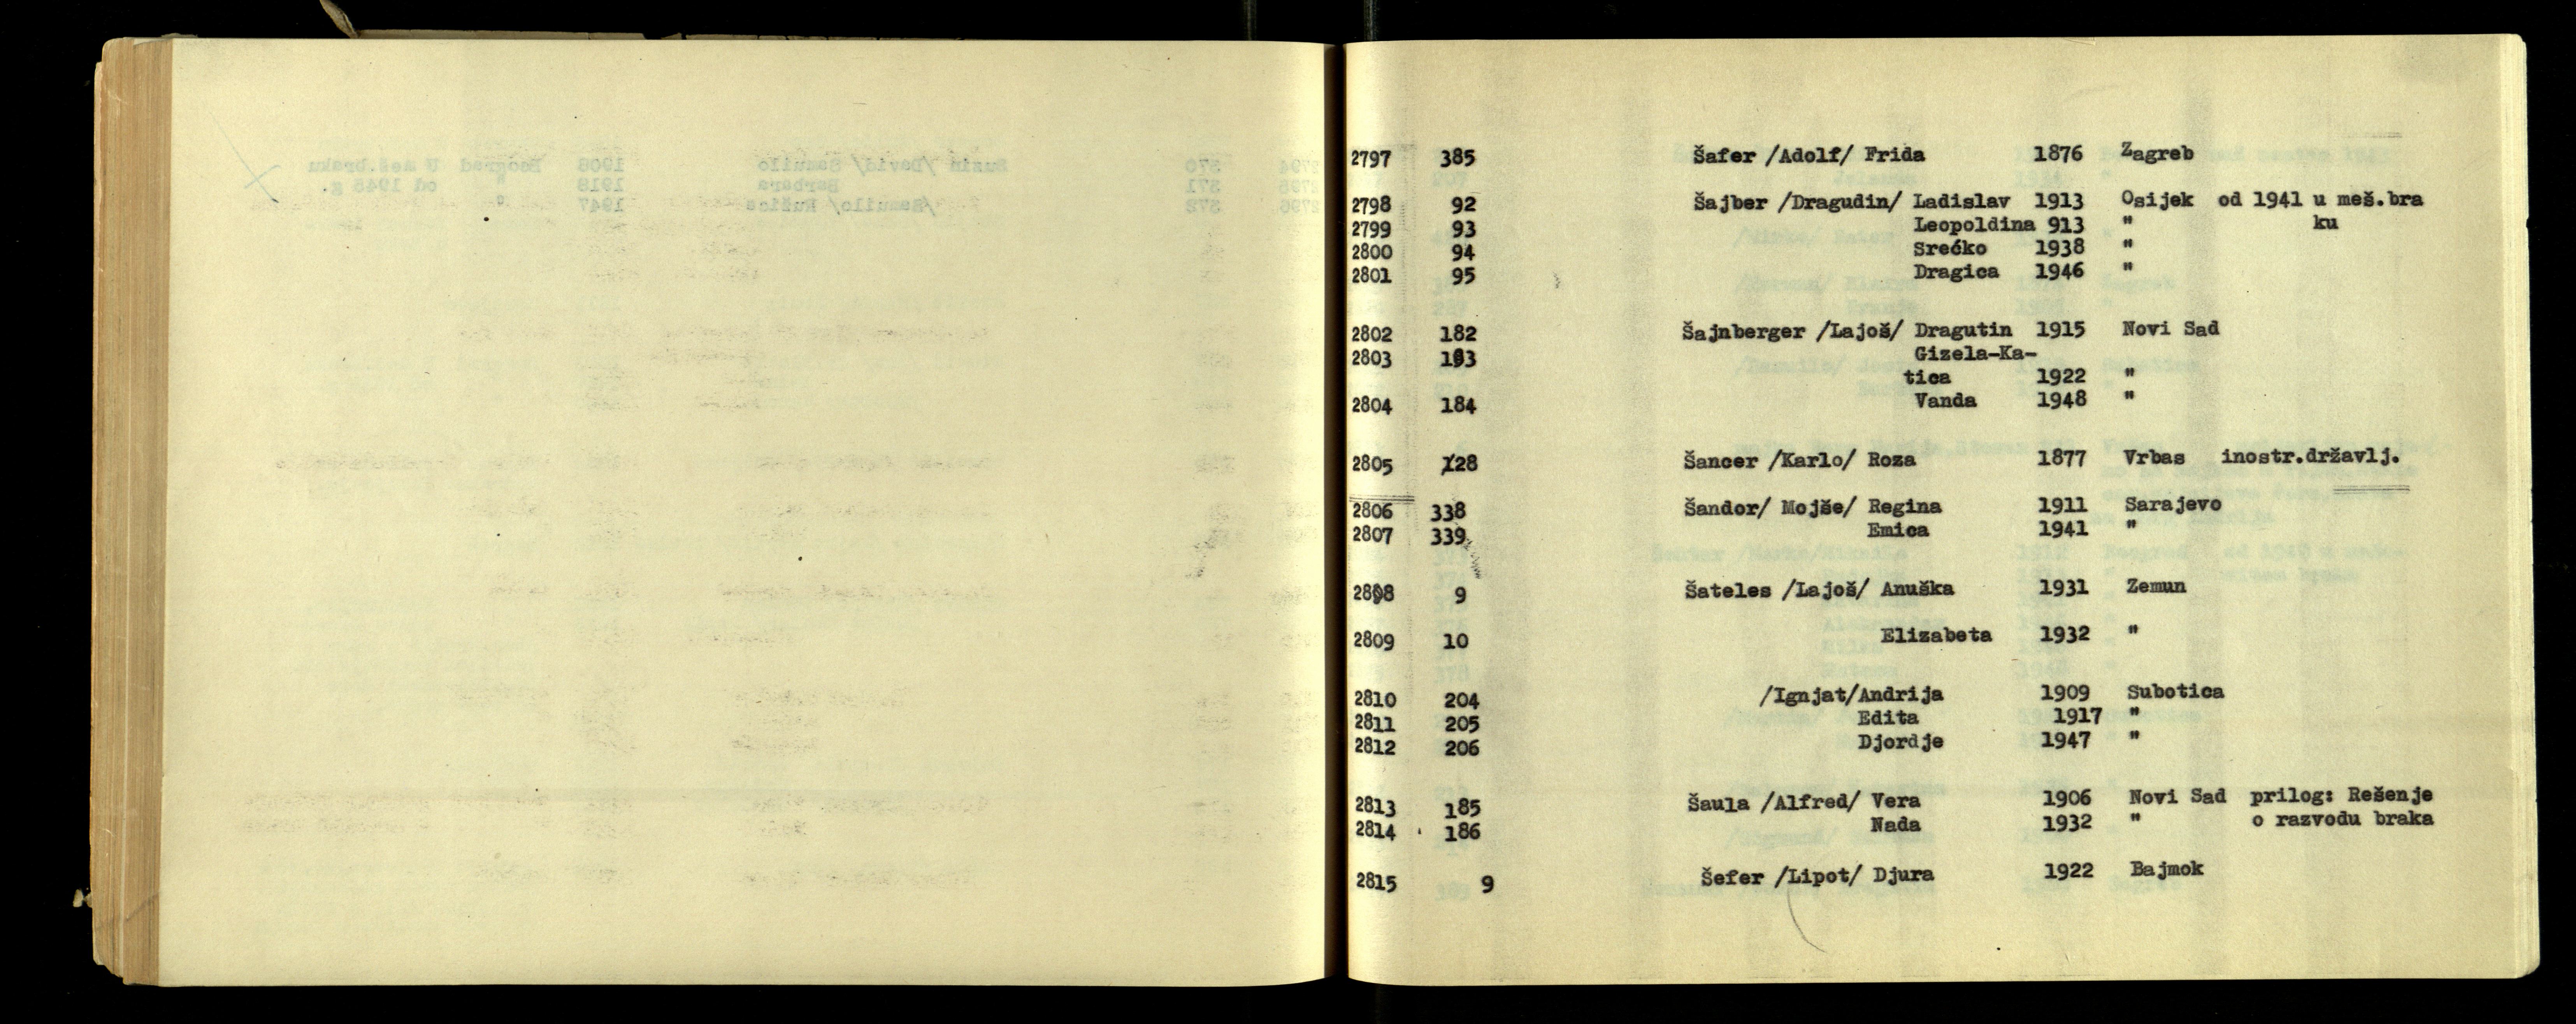 2797 385 Šafer /Adolf/ Frida 1876 Zagreb
2798 92 Šajber /Dragudin/ Ladislav 1913 Osijek od 1941 u meš.bra
2799 93 Leopoldina 913 " ku
2800 94 Srećko 1938 "
2801 95 Dragica 1946 "
2802 182 Šajnberger /Lajoš/ Dragutin 1915 Novi Sad
2803 183 Gizela-Ka-
tica 1922 "
2804 184 Vanda 1948 "
2805 128 Šancer /Karlo/ Roza 1877 Vrbas inostr.državlj.
2806 338 Šandor/ Mojše/ Regina 1911 Sarajevo
2807 339 Emica 1941 "
2808 9 Šateles /Lajoš/ Anuška 1931 Zemun
2809 10 Elizabeta 1932 "
2810 204 /Ignjat/Andrija 1909 Subotica
2811 205 Edita 1917 "
2812 206 Djordje 1947 "
2813 185 Šaula /Alfred/ Vera 1906 Novi Sad prilog: Rešenje
2814 186 Nada 1932 " o razvodu braka
2815 9 Šefer /Lipot/ Djura 1922 Bajmok